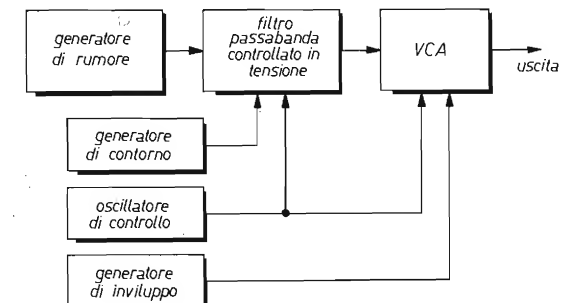 generatore
di rumore
filtro
passabanda
controllato in
tensione
VCA
uscita
generatore
di contorno
oscillatore
di controllo
generatore
di inviluppo